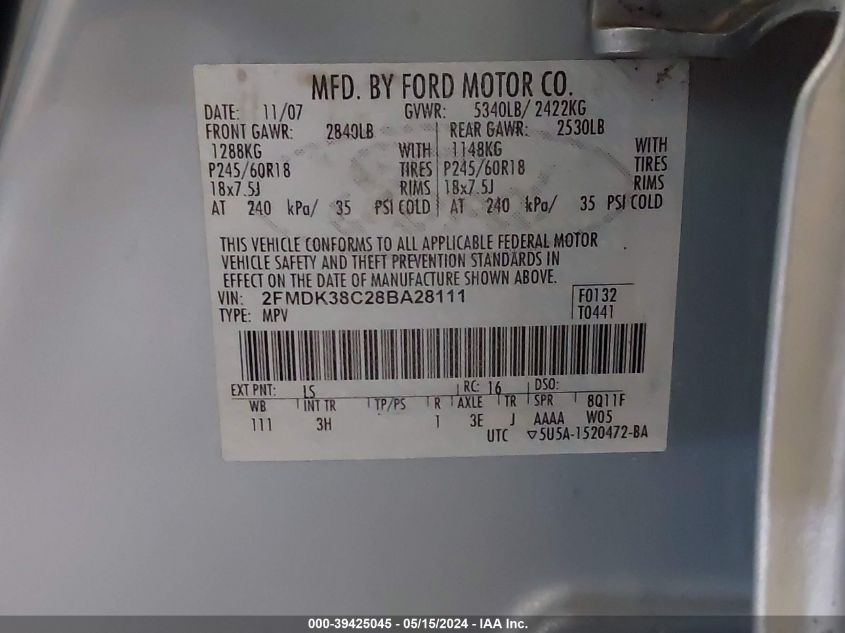 MFD. BY FORD MOTOR CO.
DATE: 11/07 GVWR: 5340LB/ 2422KG
FRONT GAWR: 2840LB REAR GAWR: 2530LB
1288KG WITH 1148KG WITH
P245/60R18 TIRES P245/60R18 TIRES
18x7.5J RIMS 18x7.5J RIMS
AT 240 kPa/ 35 PSI COLD AT 240 kPa/ 35 PSI COLD
THIS VEHICLE CONFORMS TO ALL APPLICABLE FEDERAL MOTOR
VEHICLE SAFETY AND THEFT PREVENTION STANDARDS IN
EFFECT ON THE DATE OF MANUFACTURE SHOWN ABOVE.
VIN: 2FMDK38C28BA28111 F0132
TYPE: MPV T0441
EXT PNT: LS RC: 16 DSO:
WB INT TR TP/PS R AXLE TR SPR 8Q11F
111 3H 1 3E J AAAA W05
UTC ▽5U5A-1520472-BA
000-39425045 - 05/15/2024 - IAA Inc.